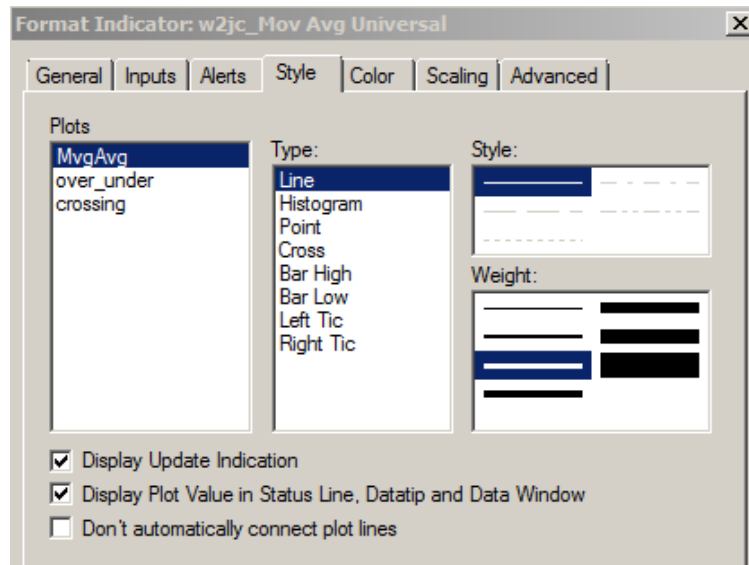 Format Indicator: w2jc_Mov Avg Universal
General Inputs Alerts Style Color Scaling Advanced
Plots
MvgAvg
over_under
crossing
Type:
Line
Histogram
Point
Cross
Bar High
Bar Low
Left Tic
Right Tic
Style:
Weight:
Display Update Indication
Display Plot Value in Status Line, Datatip and Data Window
Don't automatically connect plot lines